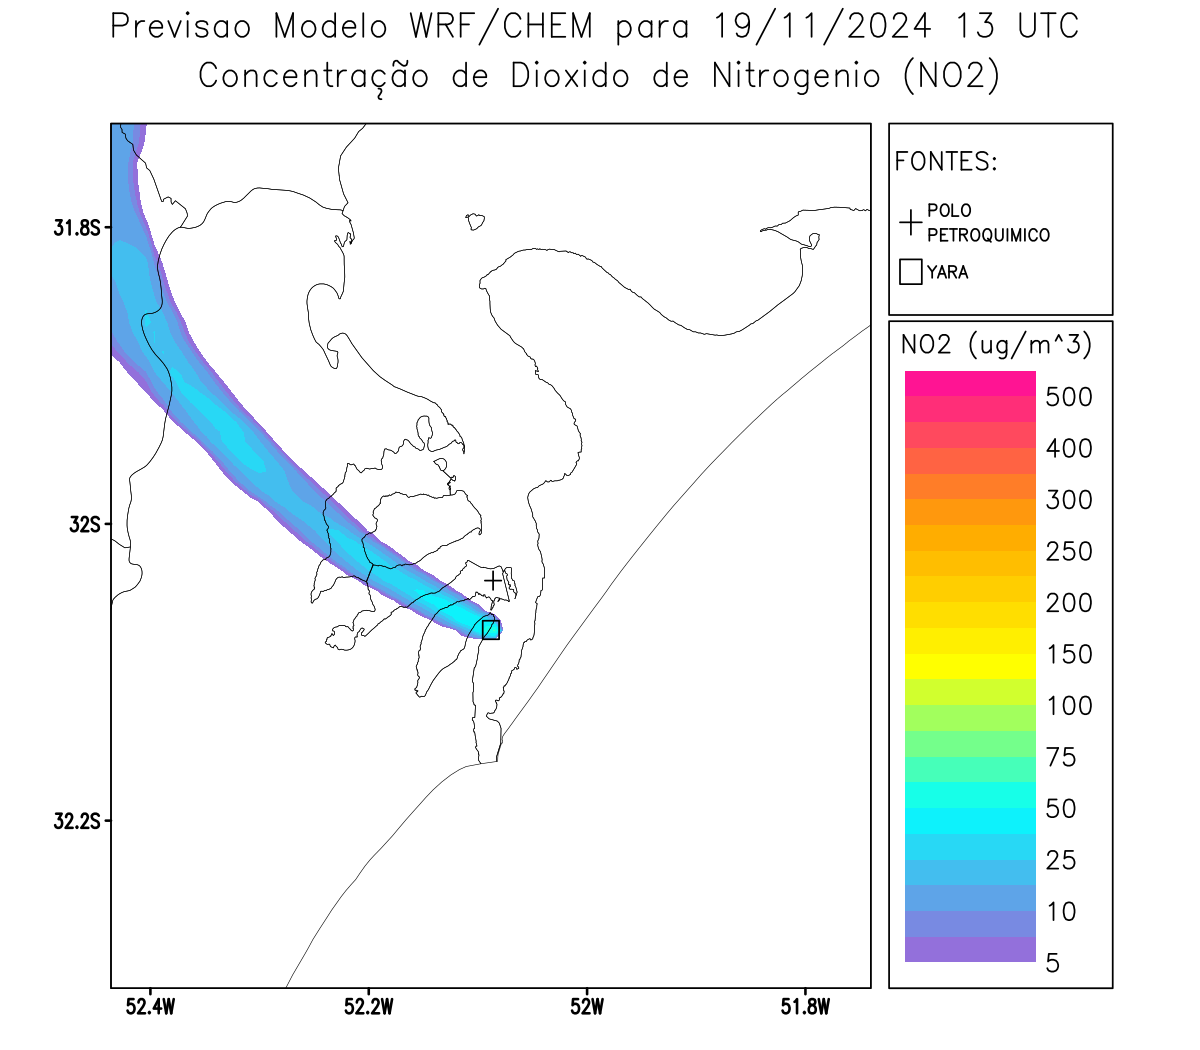 Previsao Modelo WRF/CHEM para 19/11/2024 13 UTC
Concentração de Dioxido de Nitrogenio (NO2)
FONTES:
POLO
PETROQUIMICO
YARA
NO2 (ug/m^3)
500
400
300
250
200
150
100
75
50
25
10
5
31.8S
32S
32.2S
52.4W
52.2W
52W
51.8W